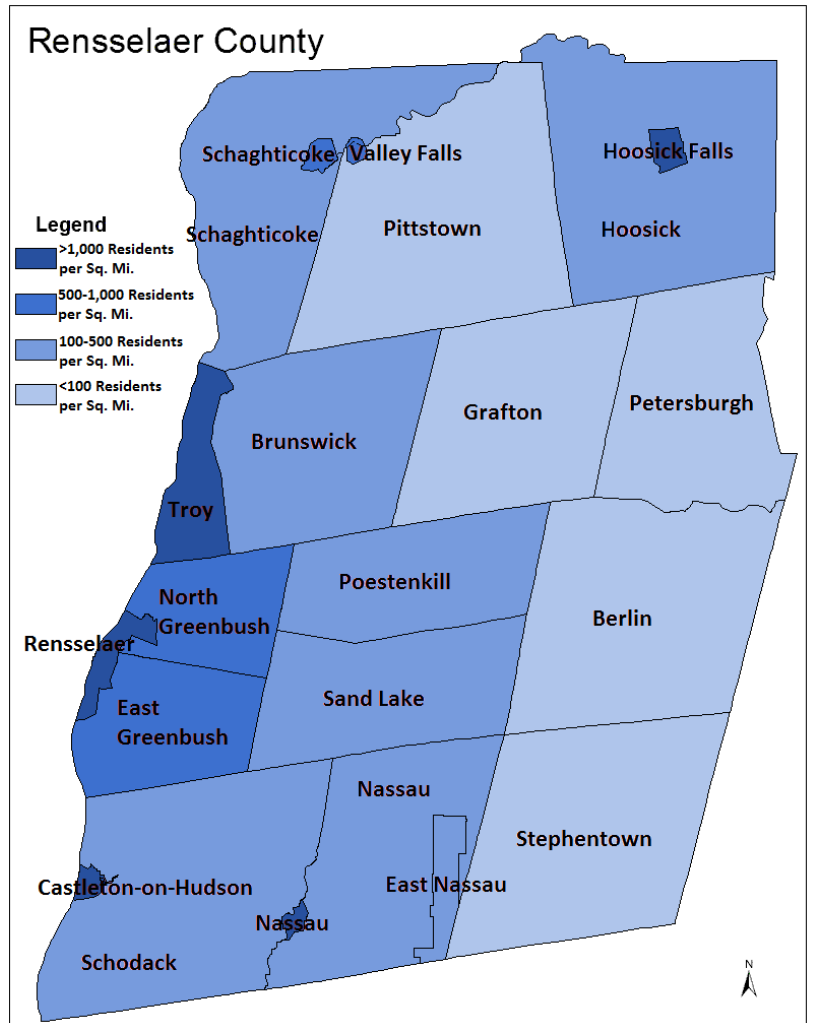 Rensselaer County
Schaghticoke
Valley Falls
Hoosick Falls
Schaghticoke
Pittstown
Hoosick
Legend
>1,000 Residents
per Sq. Mi.
500-1,000 Residents
per Sq. Mi.
100-500 Residents
per Sq. Mi.
<100 Residents
per Sq. Mi.
Brunswick
Grafton
Petersburgh
Troy
North
Greenbush
Poestenkill
Berlin
Rensselaer
East
Greenbush
Sand Lake
Nassau
Stephentown
Castleton-on-Hudson
East Nassau
Nassau
Schodack
N